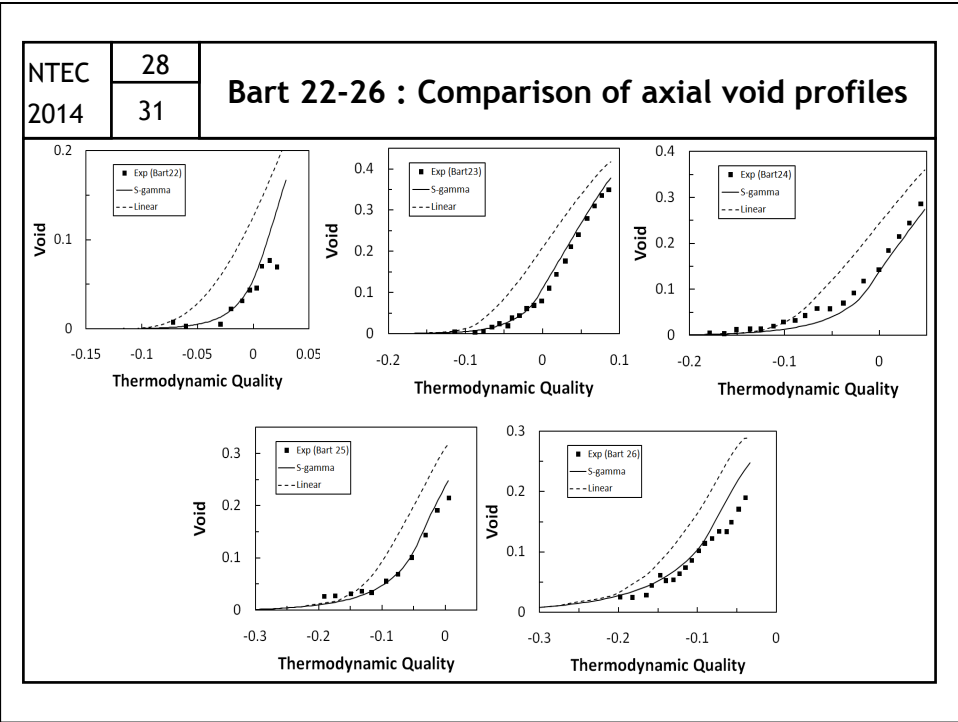 NTEC
2014
28
31
Bart 22-26 : Comparison of axial void profiles
0.2
0.1
0
-0.15
-0.1
-0.05
0
0.05
Void
Thermodynamic Quality
Exp (Bart22)
S-gamma
Linear
0.4
0.3
0.2
0.1
0
-0.2
-0.1
0
0.1
Void
Thermodynamic Quality
Exp (Bart23)
S-gamma
Linear
0.4
0.3
0.2
0.1
0
-0.2
-0.1
0
Void
Thermodynamic Quality
Exp (Bart24)
S-gamma
Linear
0.3
0.2
0.1
0
-0.3
-0.2
-0.1
0
Void
Thermodynamic Quality
Exp (Bart 25)
S-gamma
Linear
0.3
0.2
0.1
0
-0.3
-0.2
-0.1
0
Void
Thermodynamic Quality
Exp (Bart 26)
S-gamma
Linear